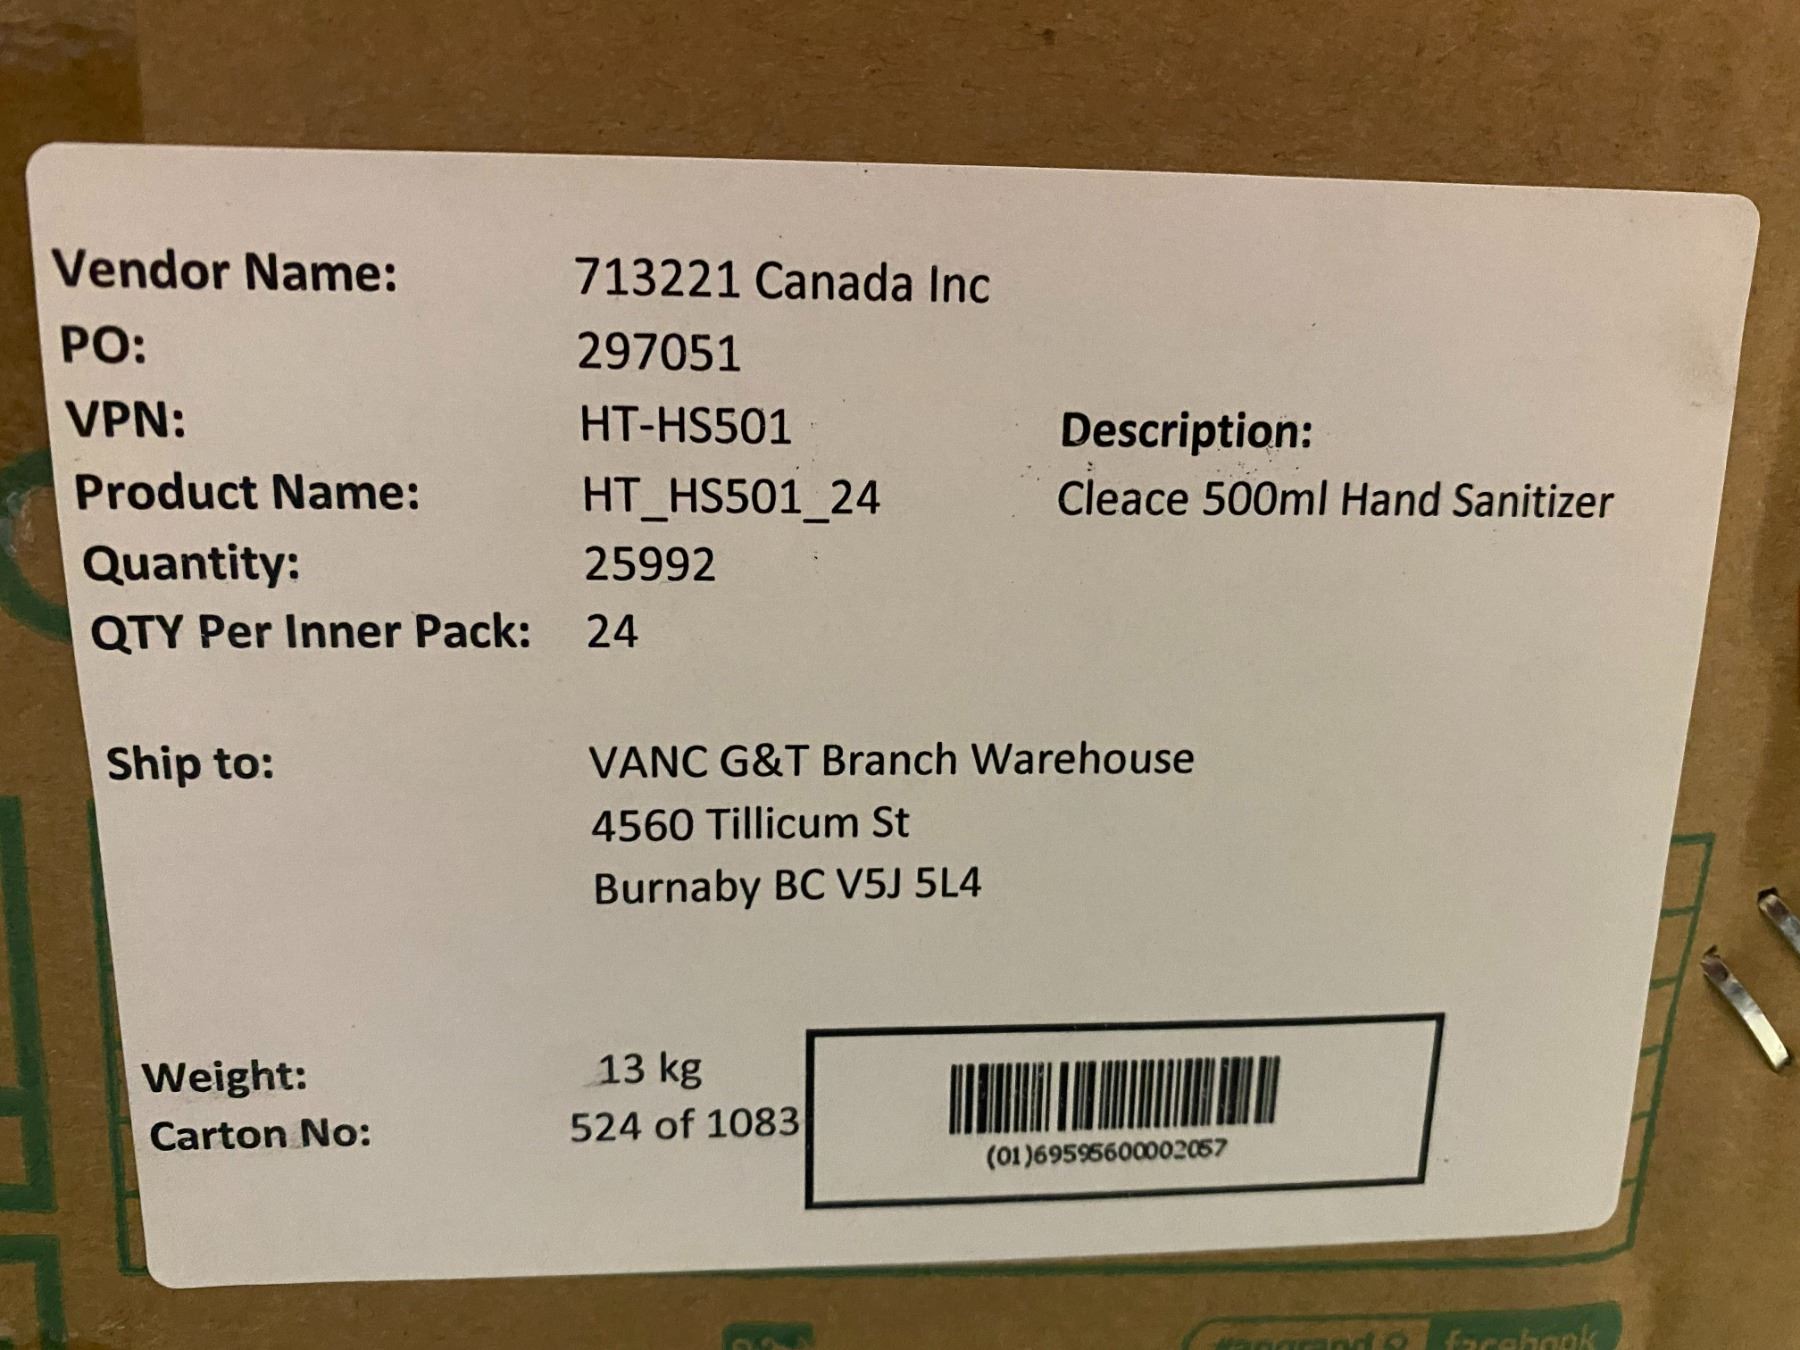 Vendor Name: 713221 Canada Inc
PO: 297051
VPN: HT-HS501 Description:
Product Name: HT_HS501_24 Cleace 500ml Hand Sanitizer
Quantity: 25992
QTY Per Inner Pack: 24
Ship to: VANC G&T Branch Warehouse
4560 Tillicum St
Burnaby BC V5J 5L4
Weight: 13 kg
Carton No: 524 of 1083
(01)69595600002057
facebook